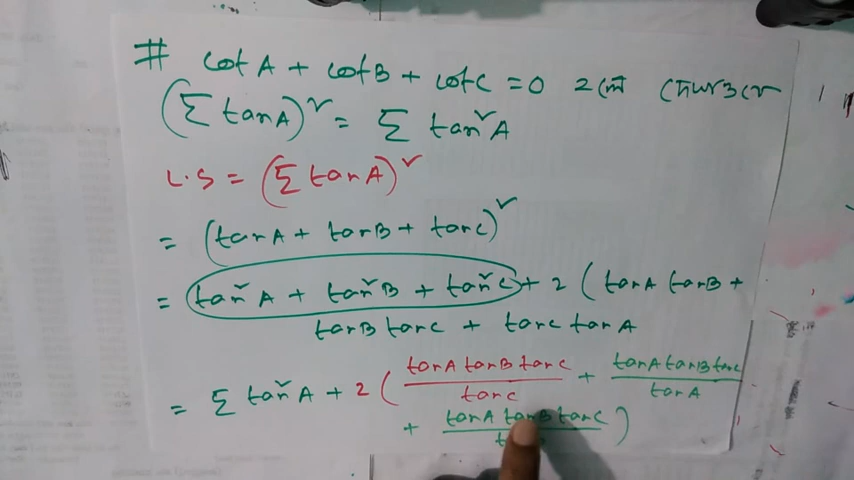 # cot A + cot B + cot C = 0 হলে দেখাও যে
(Σ tan A)² = Σ tan² A
L.S = (Σ tan A)²
= (tan A + tan B + tan C)²
= tan² A + tan² B + tan² C + 2 ( tan A tan B +
tan B tan C + tan C tan A
= Σ tan² A + 2 ( tan A tan B tan C / tan C + tan A tan B tan C / tan A
+ tan A tan B tan C / )